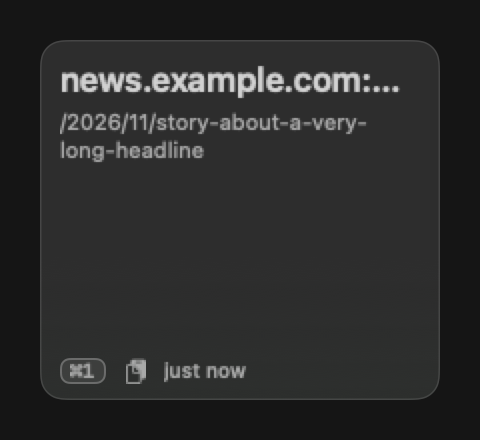 news.example.com:...
/2026/11/story-about-a-very-
long-headline
⌘1 just now